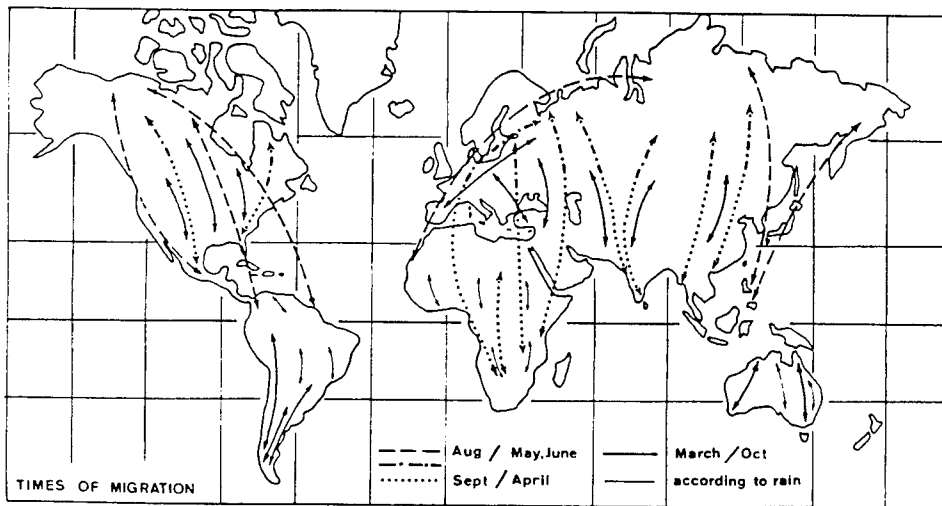 Aug / May, June
March / Oct
Sept / April
according to rain
TIMES OF MIGRATION